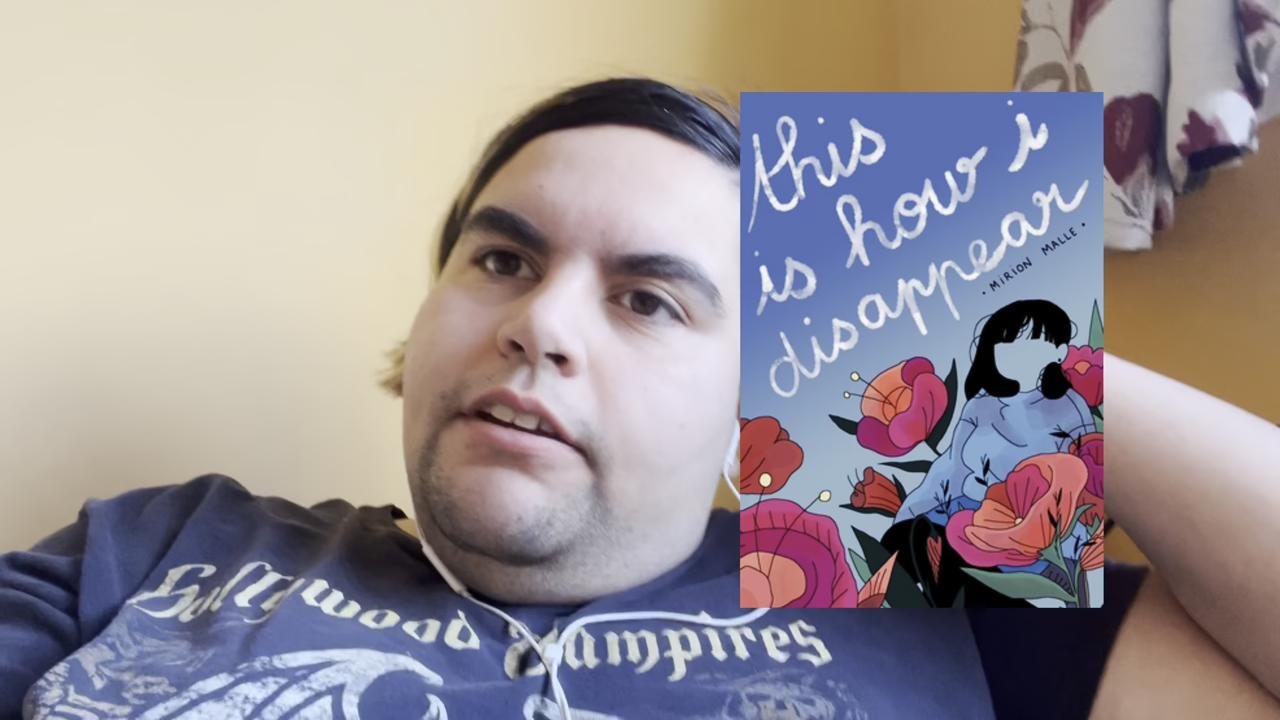 this
is how i
disappear
• MiRiON MALLE •
Hollywood Vampires